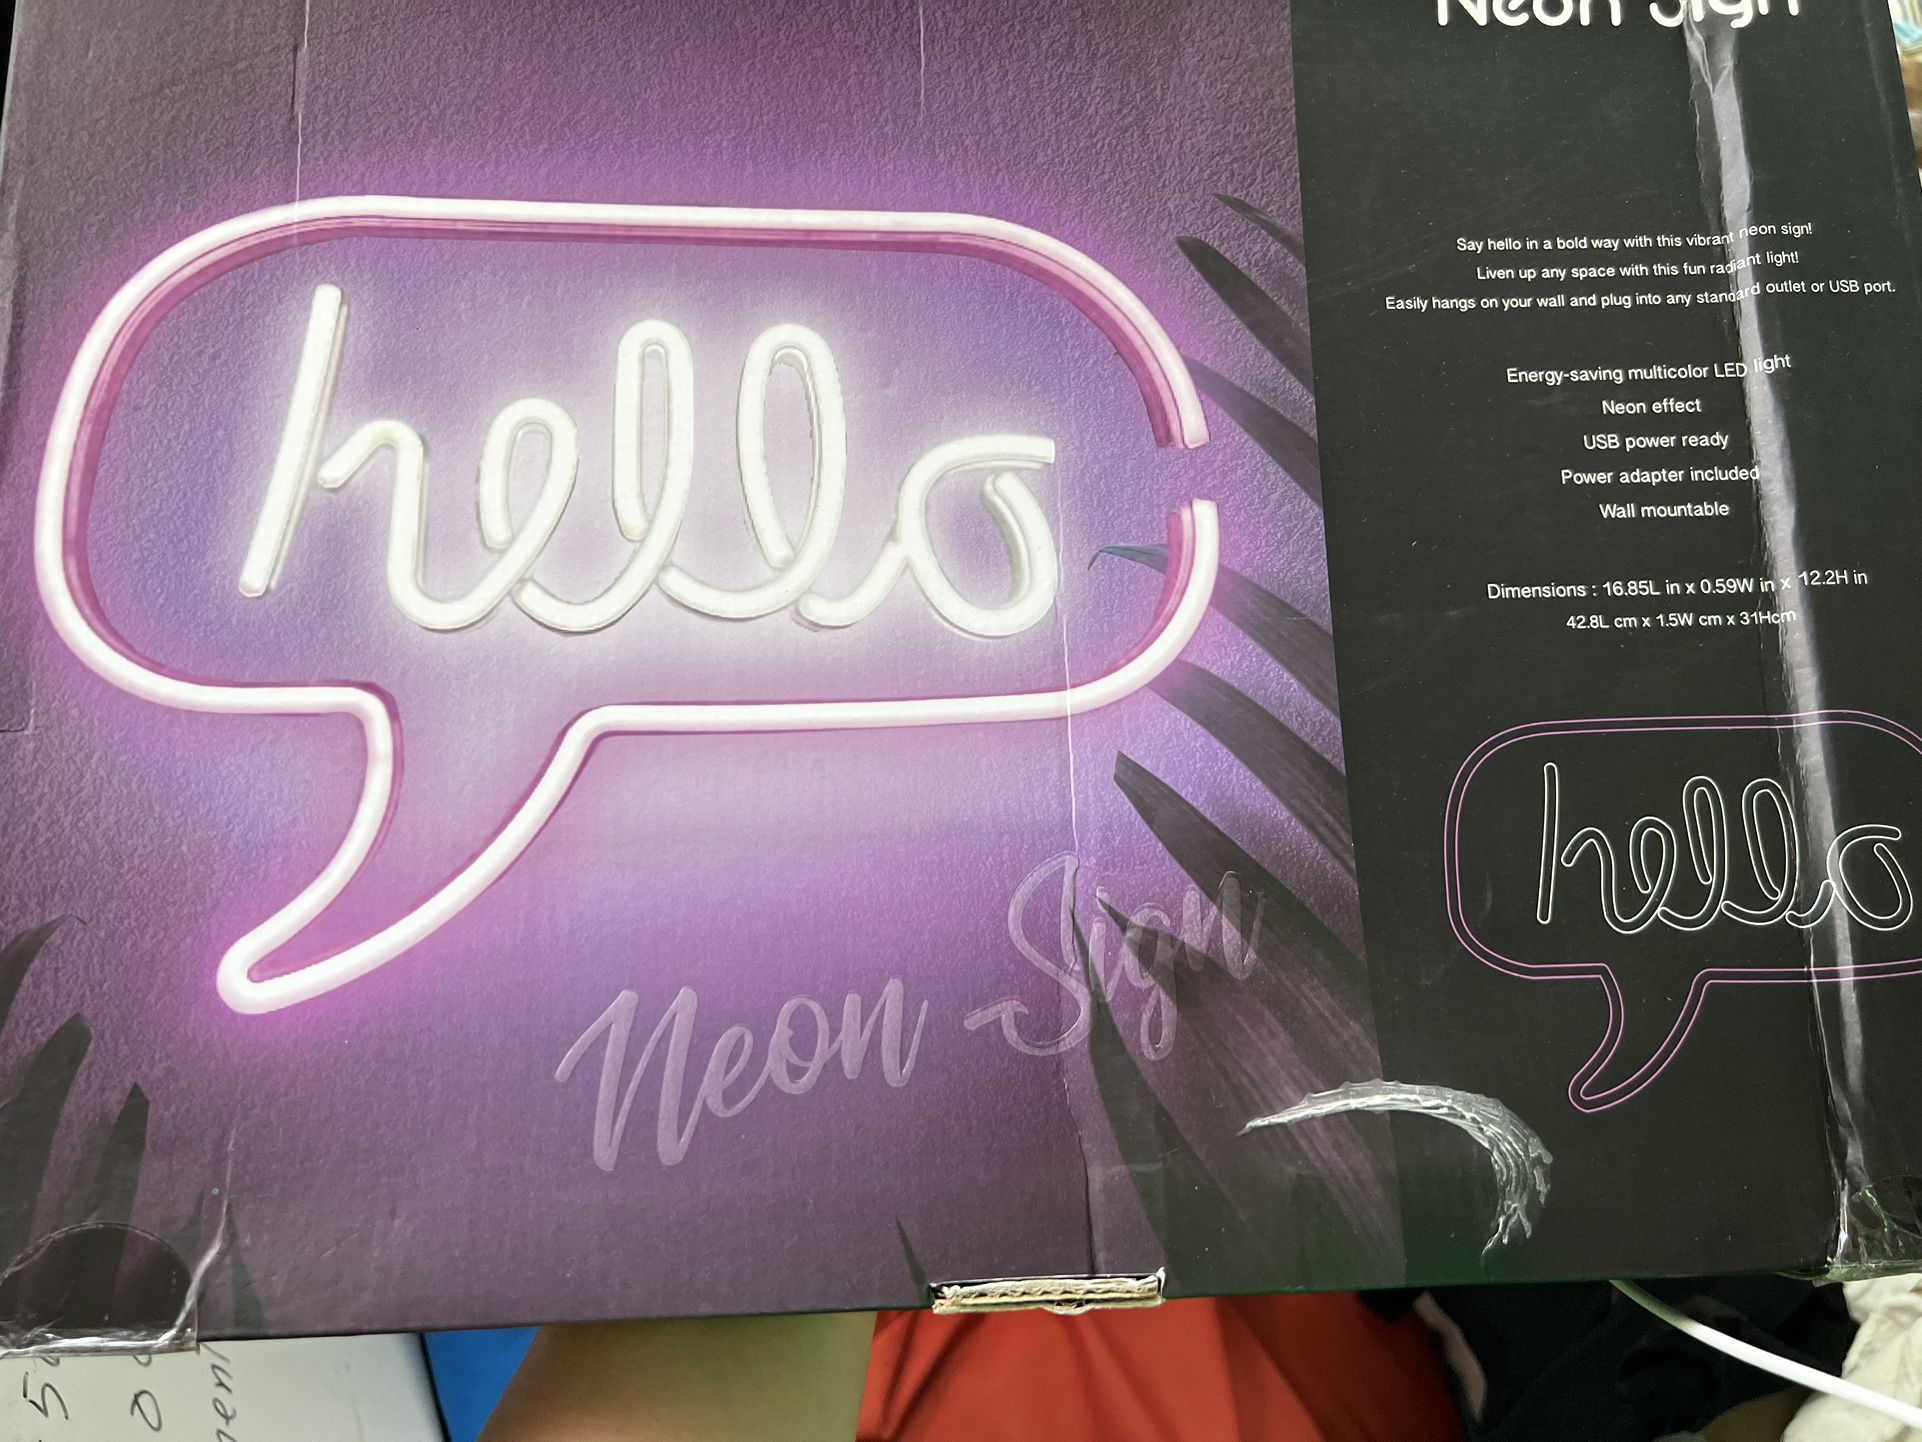 hello
Neon Sign
Neon Sign
Say hello in a bold way with this vibrant neon sign!
Liven up any space with this fun radiant light!
Easily hangs on your wall and plug into any standard outlet or USB port.
Energy-saving multicolor LED light
Neon effect
USB power ready
Power adapter included
Wall mountable
Dimensions : 16.85L in x 0.59W in x 12.2H in
42.8L cm x 1.5W cm x 31Hcm
hello